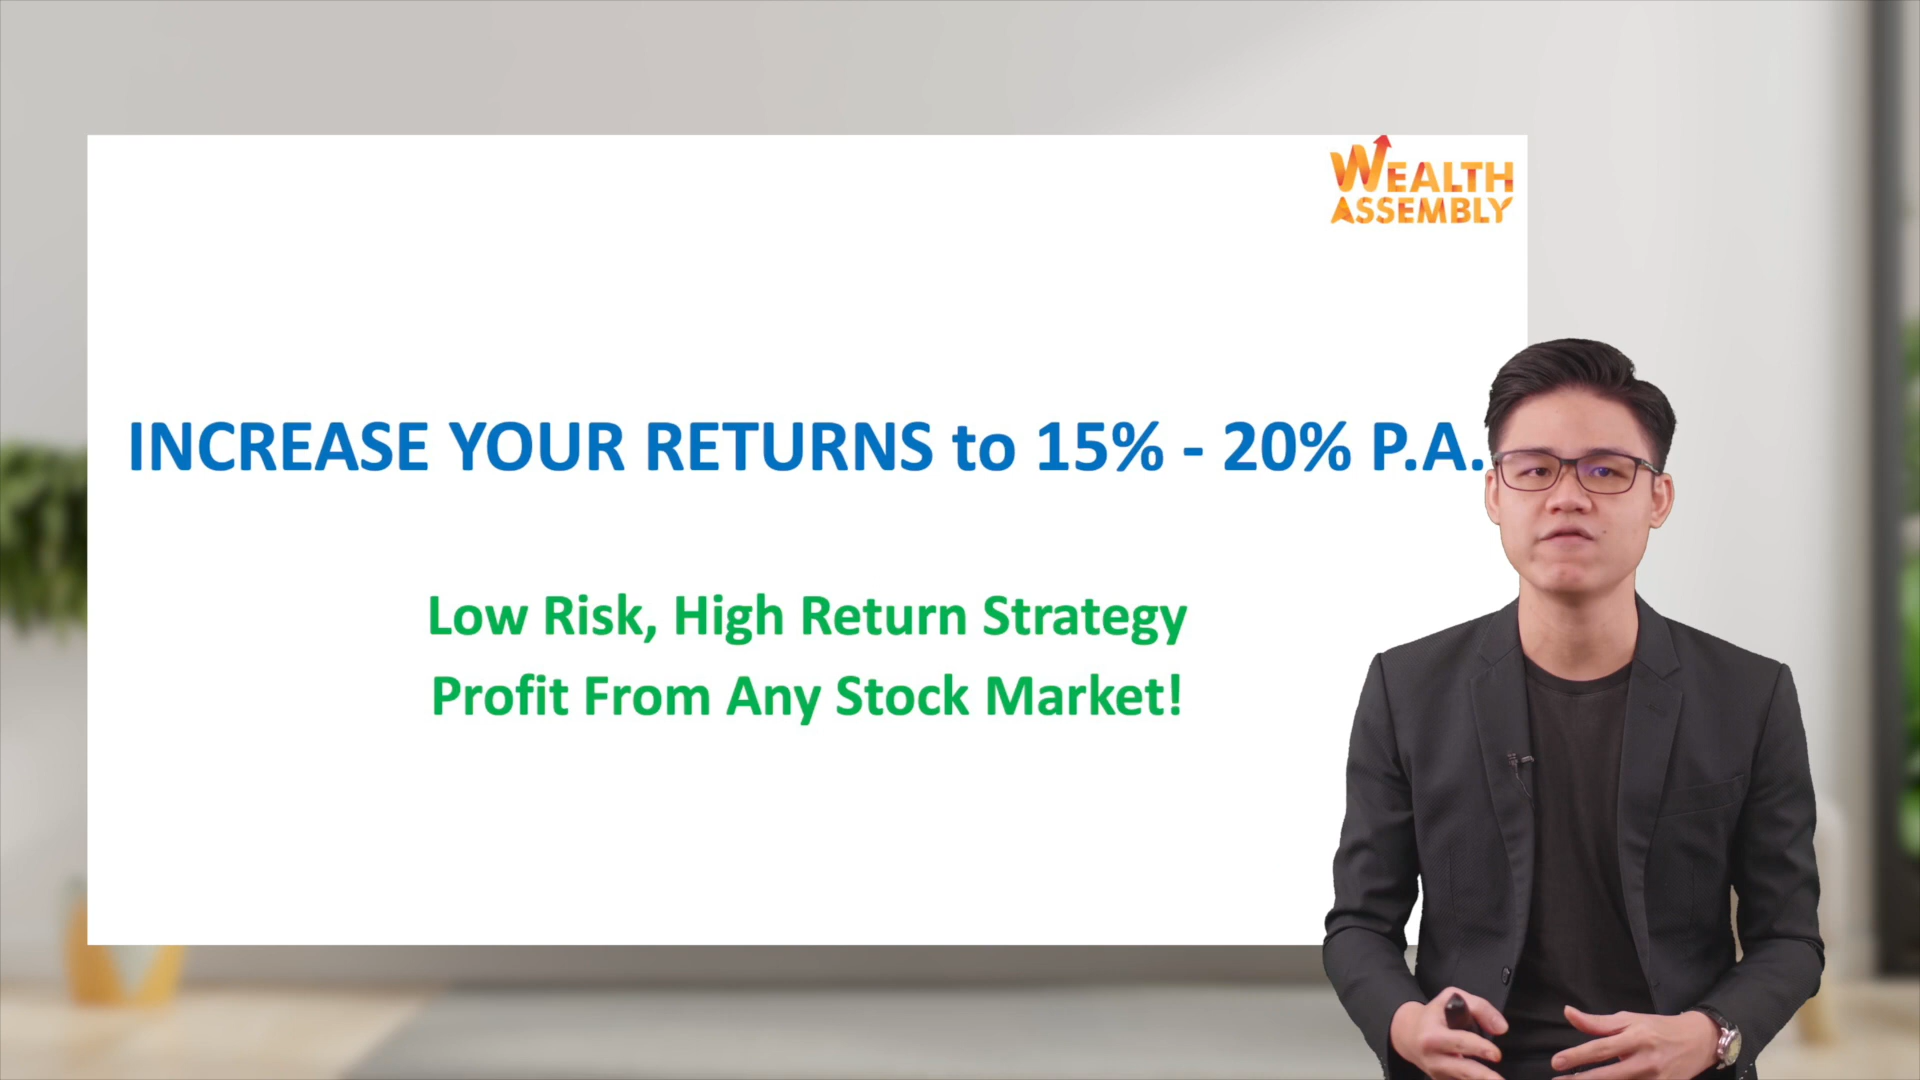 WEALTH
ASSEMBLY
INCREASE YOUR RETURNS to 15% - 20% P.A.
Low Risk, High Return Strategy
Profit From Any Stock Market!